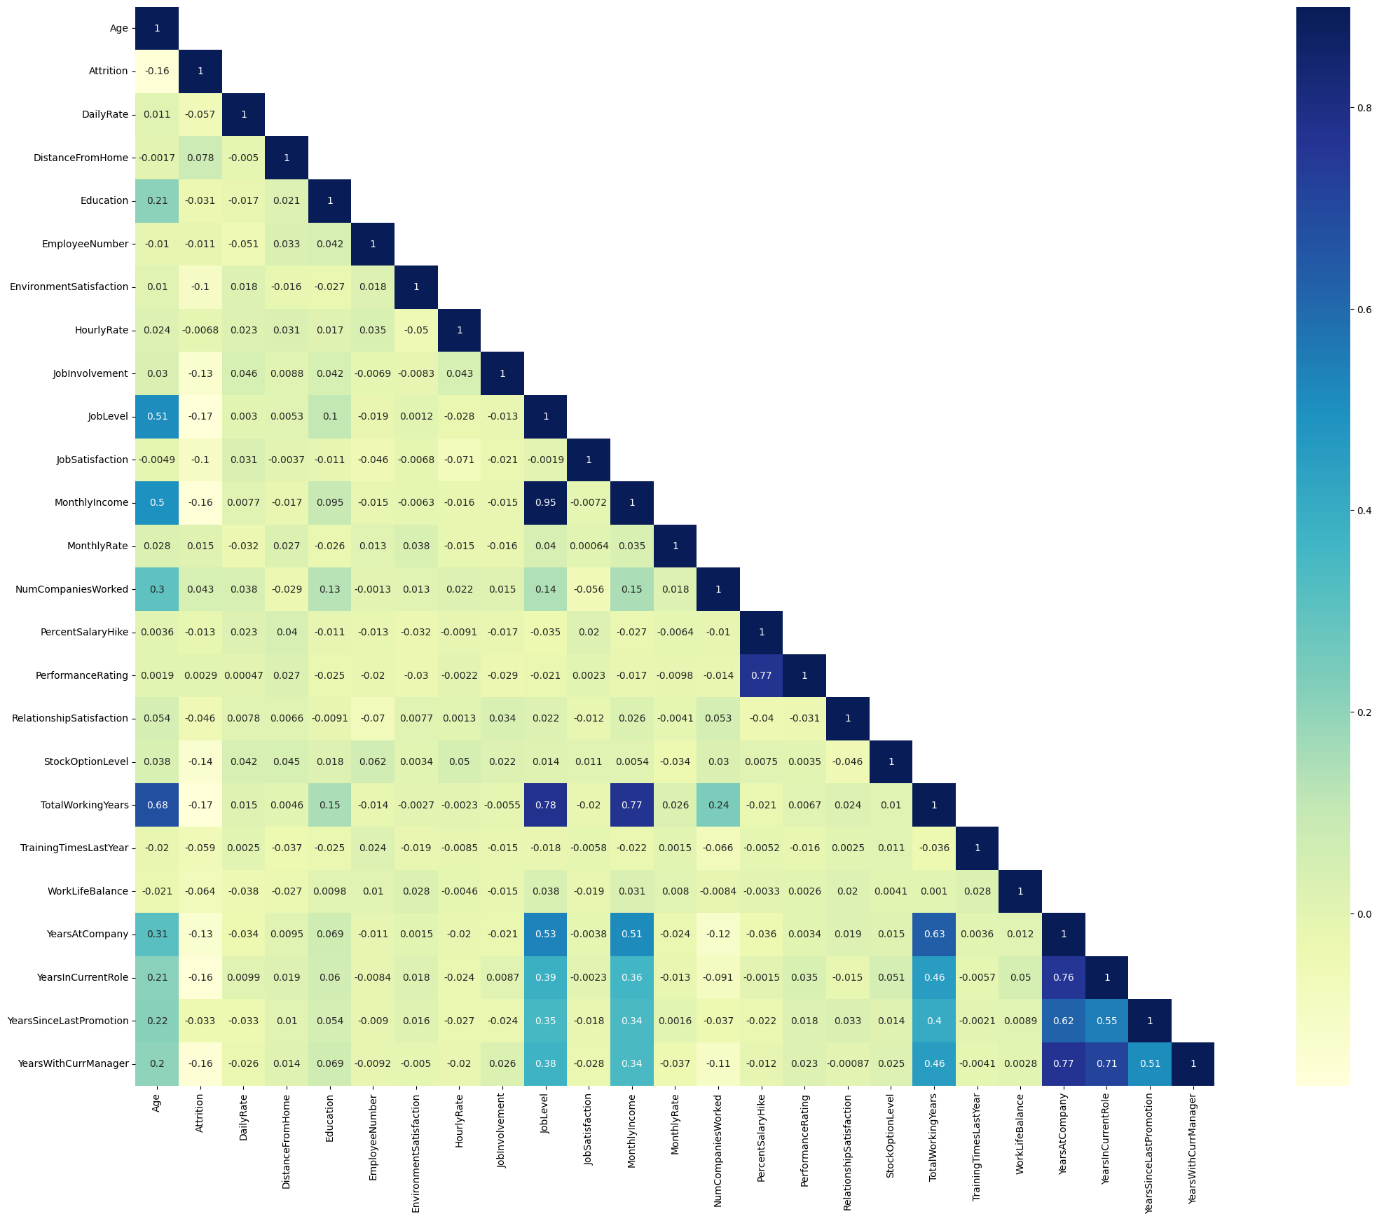 Age 1
Attrition -0.16 1
DailyRate 0.011 -0.057 1
DistanceFromHome -0.0017 0.078 -0.005 1
Education 0.21 -0.031 -0.017 0.021 1
EmployeeNumber -0.01 -0.011 -0.051 0.033 0.042 1
EnvironmentSatisfaction 0.01 -0.1 0.018 -0.016 -0.027 0.018 1
HourlyRate 0.024 -0.0068 0.023 0.031 0.017 0.035 -0.05 1
JobInvolvement 0.03 -0.13 0.046 0.0088 0.042 -0.0069 -0.0083 0.043 1
JobLevel 0.51 -0.17 0.003 0.0053 0.1 -0.019 0.0012 -0.028 -0.013 1
JobSatisfaction -0.0049 -0.1 0.031 -0.0037 -0.011 -0.046 -0.0068 -0.071 -0.021 -0.0019 1
MonthlyIncome 0.5 -0.16 0.0077 -0.017 0.095 -0.015 -0.0063 -0.016 -0.015 0.95 -0.0072 1
MonthlyRate 0.028 0.015 -0.032 0.027 -0.026 0.013 0.038 -0.015 -0.016 0.04 0.00064 0.035 1
NumCompaniesWorked 0.3 0.043 0.038 -0.029 0.13 -0.0013 0.013 0.022 0.015 0.14 -0.056 0.15 0.018 1
PercentSalaryHike 0.0036 -0.013 0.023 0.04 -0.011 -0.013 -0.032 -0.0091 -0.017 -0.035 0.02 -0.027 -0.0064 -0.01 1
PerformanceRating 0.0019 0.0029 0.00047 0.027 -0.025 -0.02 -0.03 -0.0022 -0.029 -0.021 0.0023 -0.017 -0.0098 -0.014 0.77 1
RelationshipSatisfaction 0.054 -0.046 0.0078 0.0066 -0.0091 -0.07 0.0077 0.0013 0.034 0.022 -0.012 0.026 -0.0041 0.053 -0.04 -0.031 1
StockOptionLevel 0.038 -0.14 0.042 0.045 0.018 0.062 0.0034 0.05 0.022 0.014 0.011 0.0054 -0.034 0.03 0.0075 0.0035 -0.046 1
TotalWorkingYears 0.68 -0.17 0.015 0.0046 0.15 -0.014 -0.0027 -0.0023 -0.0055 0.78 -0.02 0.77 0.026 0.24 -0.021 0.0067 0.024 0.01 1
TrainingTimesLastYear -0.02 -0.059 0.0025 -0.037 -0.025 0.024 -0.019 -0.0085 -0.015 -0.018 -0.0058 -0.022 0.0015 -0.066 -0.0052 -0.016 0.0025 0.011 -0.036 1
WorkLifeBalance -0.021 -0.064 -0.038 -0.027 0.0098 0.01 0.028 -0.0046 -0.015 0.038 -0.019 0.031 0.008 -0.0084 -0.0033 0.0026 0.02 0.0041 0.001 0.028 1
YearsAtCompany 0.31 -0.13 -0.034 0.0095 0.069 -0.011 0.0015 -0.02 -0.021 0.53 -0.0038 0.51 -0.024 -0.12 -0.036 0.0034 0.019 0.015 0.63 0.0036 0.012 1
YearsInCurrentRole 0.21 -0.16 0.0099 0.019 0.06 -0.0084 0.018 -0.024 0.0087 0.39 -0.0023 0.36 -0.013 -0.091 -0.0015 0.035 -0.015 0.051 0.46 -0.0057 0.05 0.76 1
YearsSinceLastPromotion 0.22 -0.033 -0.033 0.01 0.054 -0.009 0.016 -0.027 -0.024 0.35 -0.018 0.34 0.0016 -0.037 -0.022 0.018 0.033 0.014 0.4 -0.0021 0.0089 0.62 0.55 1
YearsWithCurrManager 0.2 -0.16 -0.026 0.014 0.069 -0.0092 -0.005 -0.02 0.026 0.38 -0.028 0.34 -0.037 -0.11 -0.012 0.023 -0.00087 0.025 0.46 -0.0041 0.0028 0.77 0.71 0.51 1
Age
Attrition
DailyRate
DistanceFromHome
Education
EmployeeNumber
EnvironmentSatisfaction
HourlyRate
JobInvolvement
JobLevel
JobSatisfaction
MonthlyIncome
MonthlyRate
NumCompaniesWorked
PercentSalaryHike
PerformanceRating
RelationshipSatisfaction
StockOptionLevel
TotalWorkingYears
TrainingTimesLastYear
WorkLifeBalance
YearsAtCompany
YearsInCurrentRole
YearsSinceLastPromotion
YearsWithCurrManager
0.8
0.6
0.4
0.2
0.0